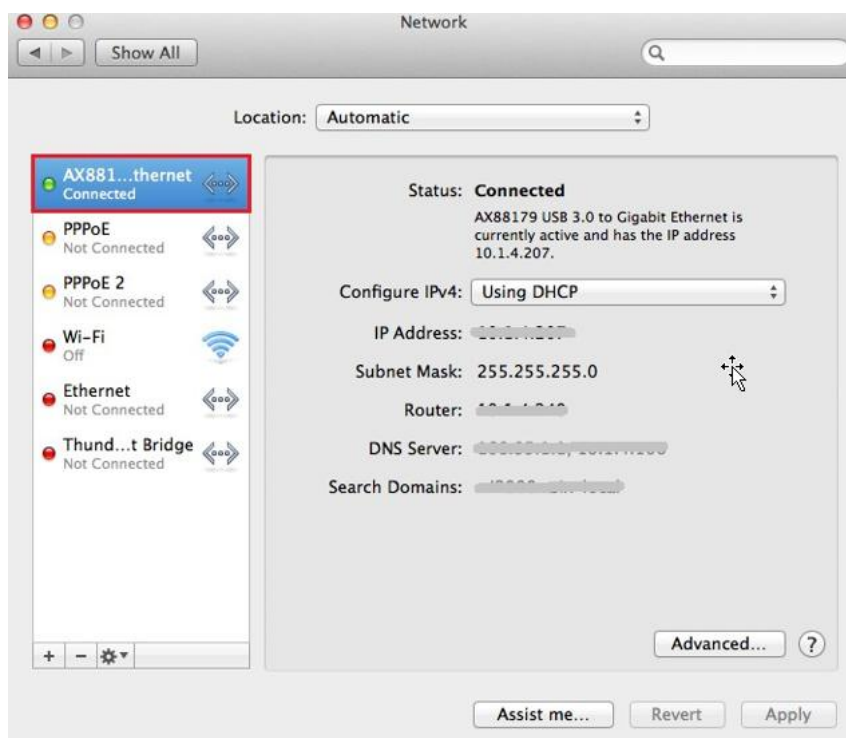 Network
Show All
Location: Automatic
AX881...thernet
Connected
PPPoE
Not Connected
PPPoE 2
Not Connected
Wi-Fi
Off
Ethernet
Not Connected
Thund...t Bridge
Not Connected
Status: Connected
AX88179 USB 3.0 to Gigabit Ethernet is
currently active and has the IP address
10.1.4.207.
Configure IPv4: Using DHCP
IP Address:
Subnet Mask: 255.255.255.0
Router:
DNS Server:
Search Domains:
Advanced... ?
+ -
Assist me... Revert Apply